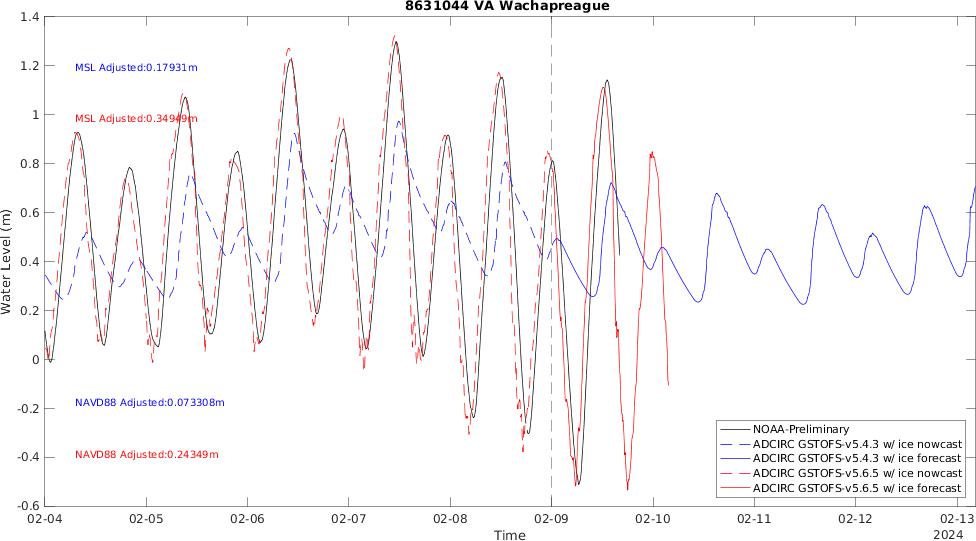 8631044 VA Wachapreague
1.4
1.2
1
0.8
0.6
0.4
0.2
0
-0.2
-0.4
-0.6
Water Level (m)
MSL Adjusted:0.17931m
MSL Adjusted:0.34949m
NAVD88 Adjusted:0.073308m
NAVD88 Adjusted:0.24349m
NOAA-Preliminary
ADCIRC GSTOFS-v5.4.3 w/ ice nowcast
ADCIRC GSTOFS-v5.4.3 w/ ice forecast
ADCIRC GSTOFS-v5.6.5 w/ ice nowcast
ADCIRC GSTOFS-v5.6.5 w/ ice forecast
02-04 02-05 02-06 02-07 02-08 02-09 02-10 02-11 02-12 02-13
Time
2024